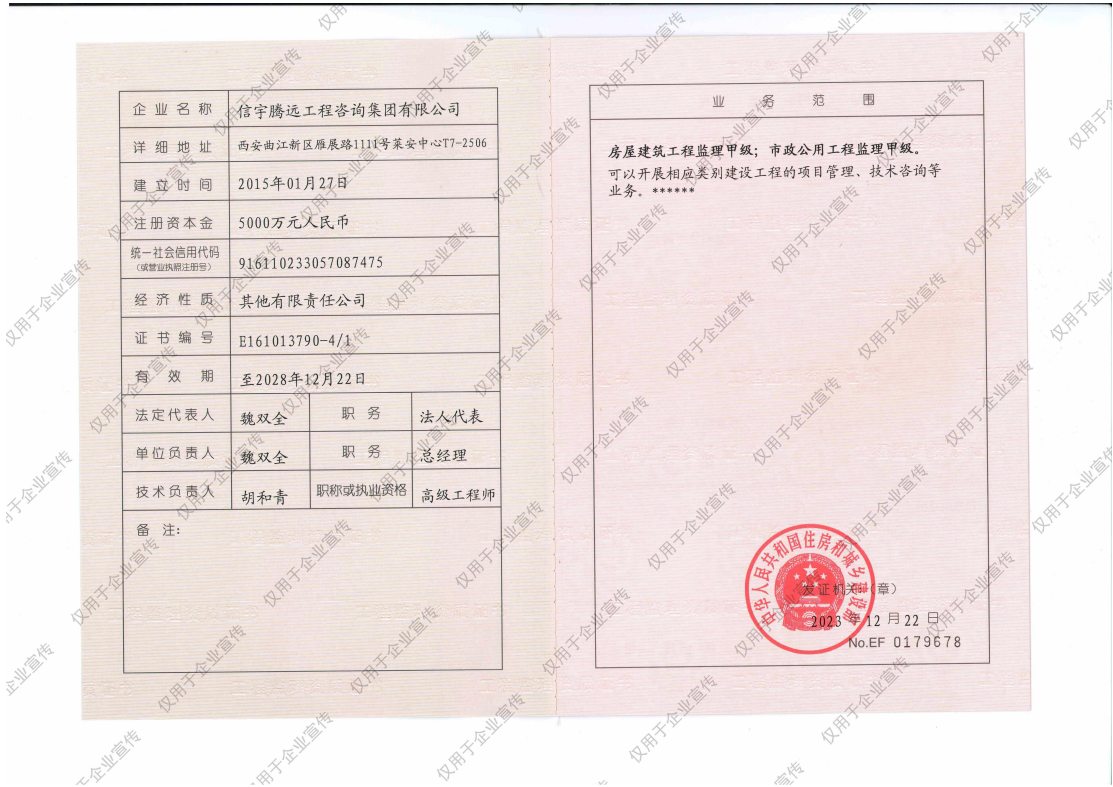 企业名称 信宇腾远工程咨询集团有限公司
详细地址 西安曲江新区雁展路1111号莱安中心T7-2506
建立时间 2015年01月27日
注册资本金 5000万元人民币
统一社会信用代码
(或营业执照注册号) 916110233057087475
经济性质 其他有限责任公司
证书编号 E161013790-4/1
有效期 至2028年12月22日
法定代表人 魏双全 职务 法人代表
单位负责人 魏双全 职务 总经理
技术负责人 胡和青 职称或执业资格 高级工程师
备注:
业务范围
房屋建筑工程监理甲级；市政公用工程监理甲级。
可以开展相应类别建设工程的项目管理、技术咨询等
业务。******
中华人民共和国住房和城乡建设部
发证机关:(章)
2023年12月22日
No.EF 0179678
仅用于企业宣传